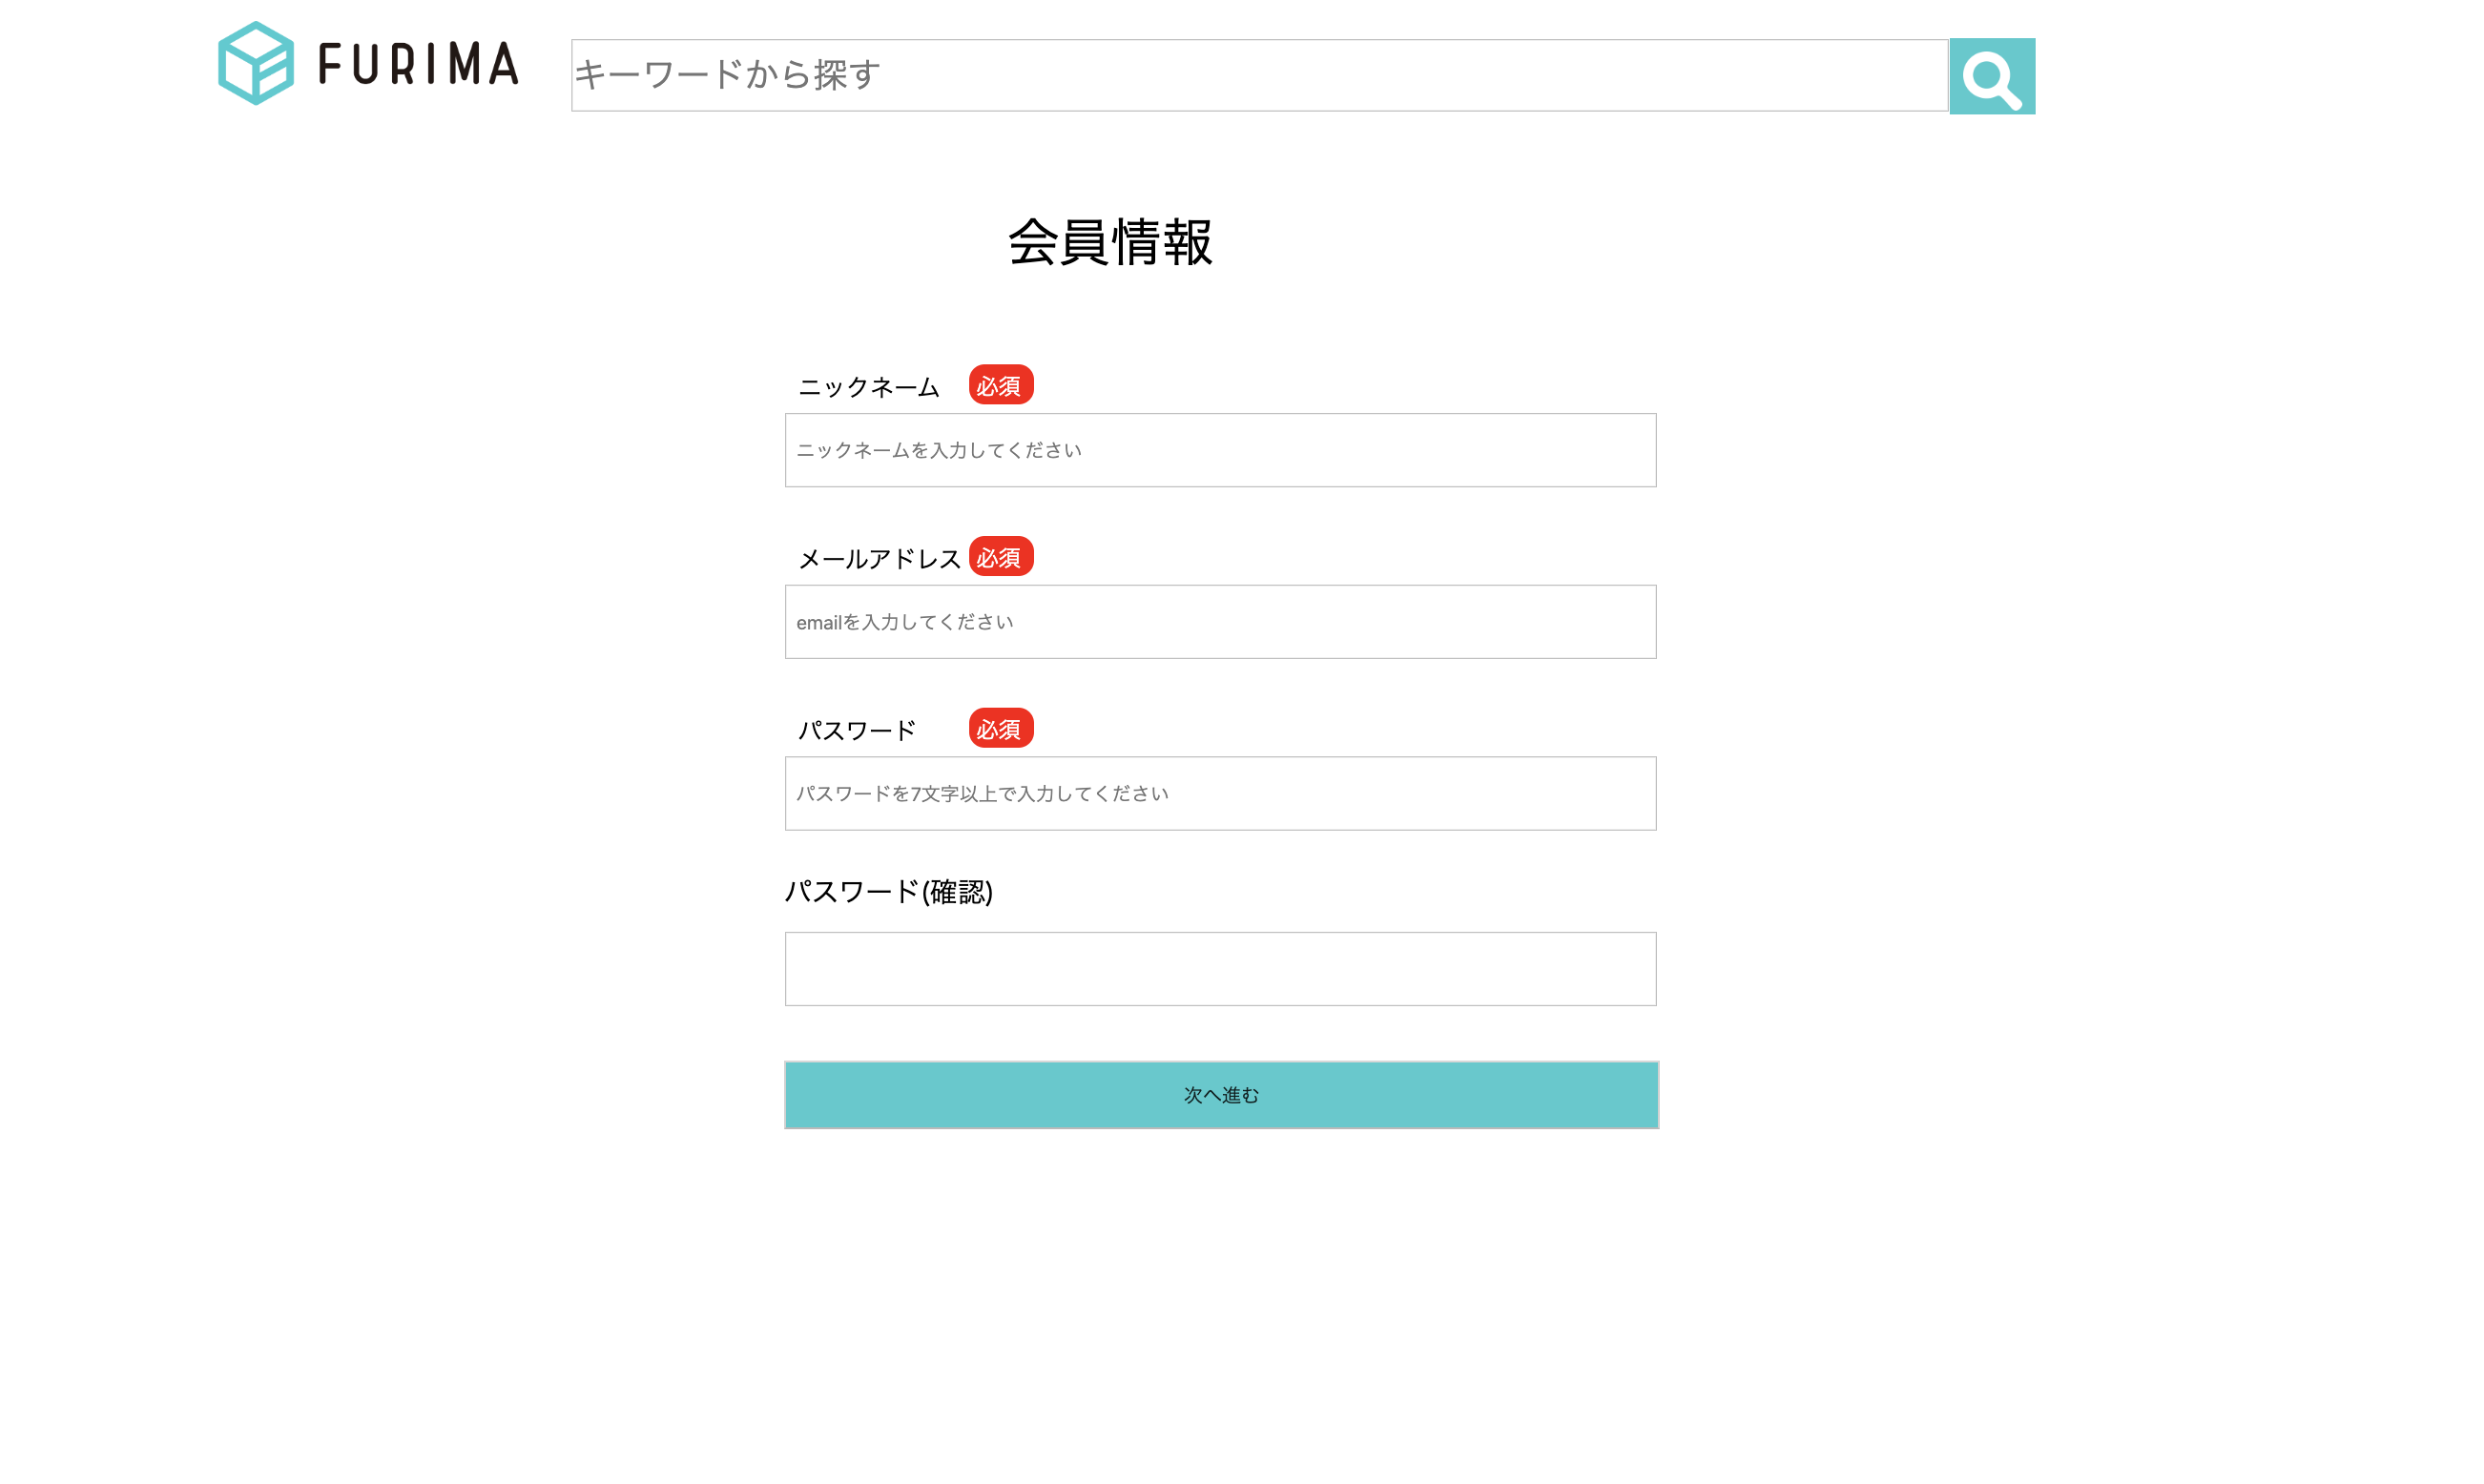 FURIMA
キーワードから探す
会員情報
ニックネーム 必須
ニックネームを入力してください
メールアドレス 必須
emailを入力してください
パスワード 必須
パスワードを7文字以上で入力してください
パスワード(確認)
次へ進む